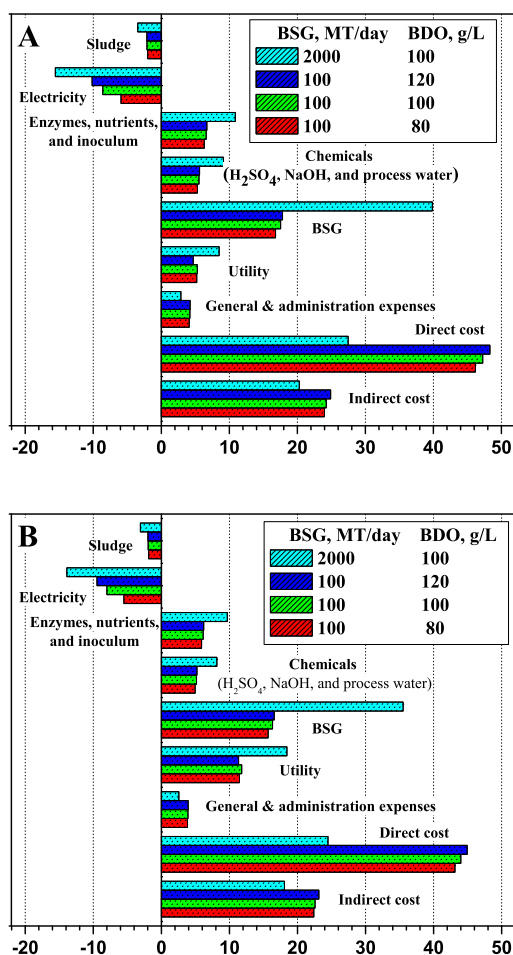 A
BSG, MT/day BDO, g/L
2000 100
100 120
100 100
100 80
Sludge
Electricity
Enzymes, nutrients,
and inoculum
Chemicals
(H₂SO₄, NaOH, and process water)
BSG
Utility
General & administration expenses
Direct cost
Indirect cost
-20 -10 0 10 20 30 40 50
B
BSG, MT/day BDO, g/L
2000 100
100 120
100 100
100 80
Sludge
Electricity
Enzymes, nutrients,
and inoculum
Chemicals
(H₂SO₄, NaOH, and process water)
BSG
Utility
General & administration expenses
Direct cost
Indirect cost
-20 -10 0 10 20 30 40 50